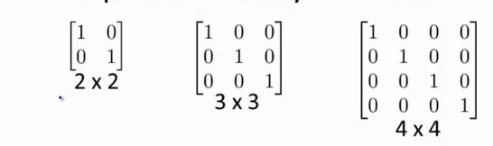 1 0
0 1
2 x 2
1 0 0
0 1 0
0 0 1
3 x 3
1 0 0 0
0 1 0 0
0 0 1 0
0 0 0 1
4 x 4